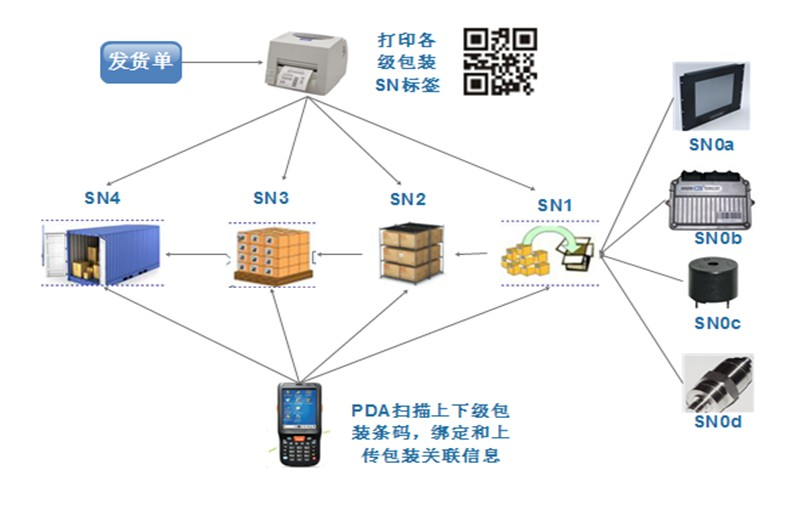 发货单
打印各
级包装
SN标签
SN0a
SN4
SN3
SN2
SN1
SN0b
SN0c
SN0d
PDA扫描上下级包
装条码，绑定和上
传包装关联信息